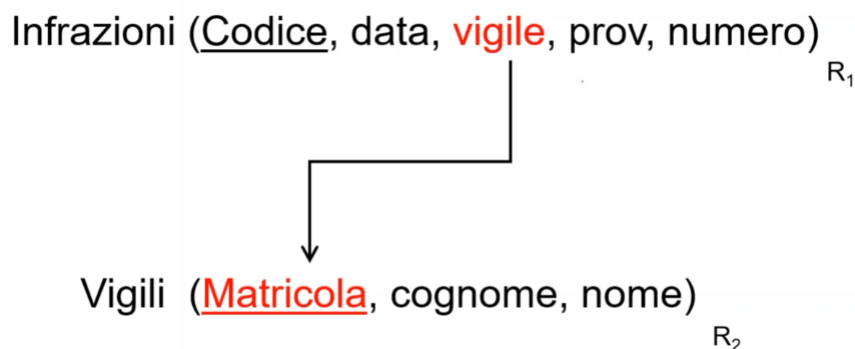 Infrazioni (Codice, data, vigile, prov, numero)
R₁
Vigili (Matricola, cognome, nome)
R₂